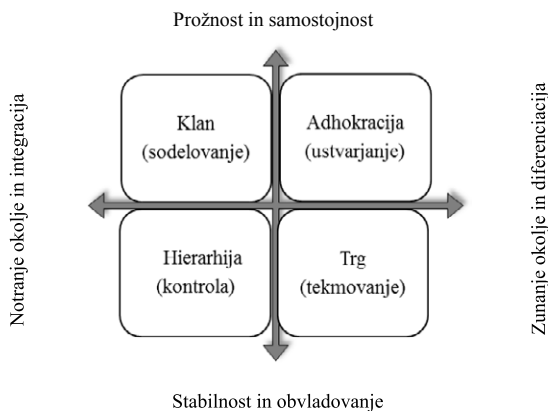 Prožnost in samostojnost
Notranje okolje in integracija
Klan
(sodelovanje)
Adhokracija
(ustvarjanje)
Zunanje okolje in diferenciacija
Hierarhija
(kontrola)
Trg
(tekmovanje)
Stabilnost in obvladovanje